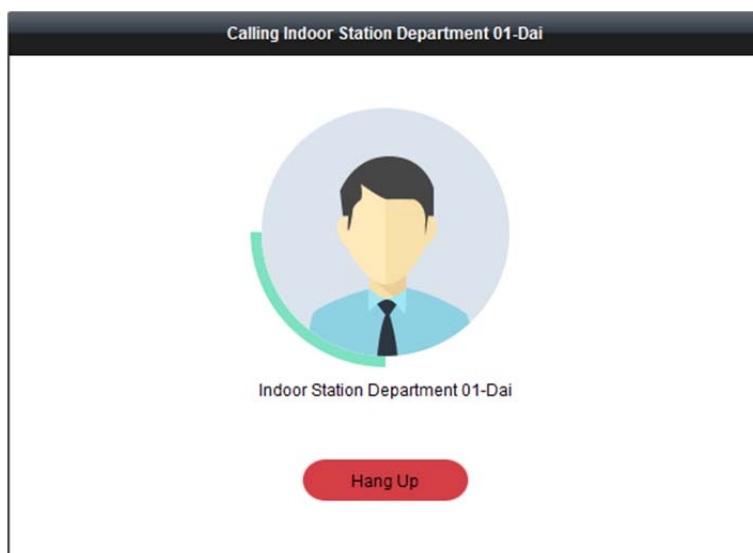 Calling Indoor Station Department 01-Dai
Indoor Station Department 01-Dai
Hang Up